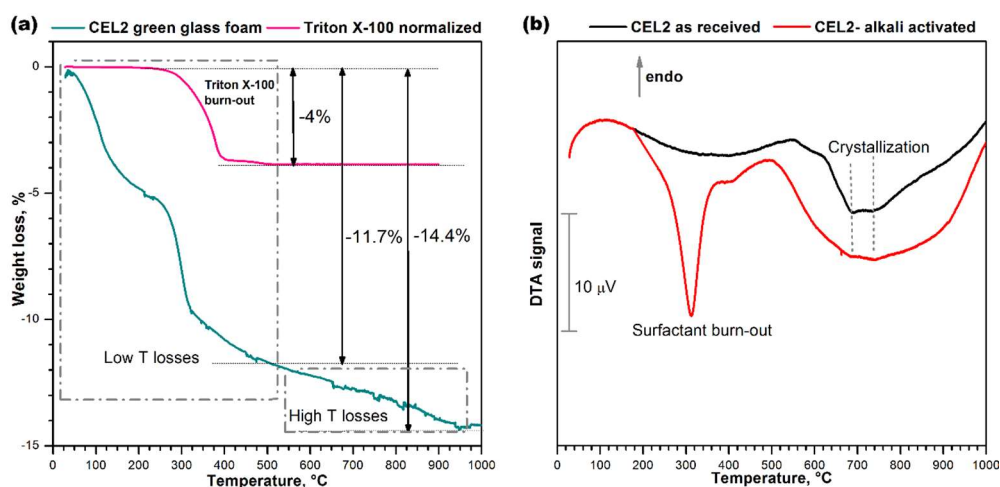 (a)
CEL2 green glass foam
Triton X-100 normalized
0
-5
-10
-15
Weight loss, %
Triton X-100
burn-out
-4%
-11.7%
-14.4%
Low T losses
High T losses
0 100 200 300 400 500 600 700 800 900 1000
Temperature, °C
(b)
CEL2 as received
CEL2- alkali activated
endo
Crystallization
10 μV
DTA signal
Surfactant burn-out
0 100 200 300 400 500 600 700 800 900 1000
Temperature, °C